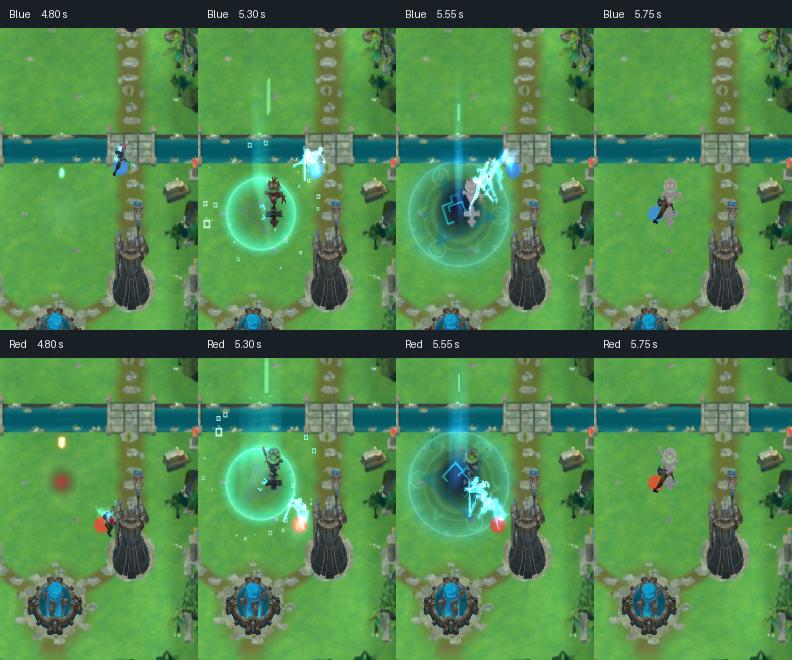 Blue 4.80 s
Blue 5.30 s
Blue 5.55 s
Blue 5.75 s
Red 4.80 s
Red 5.30 s
Red 5.55 s
Red 5.75 s